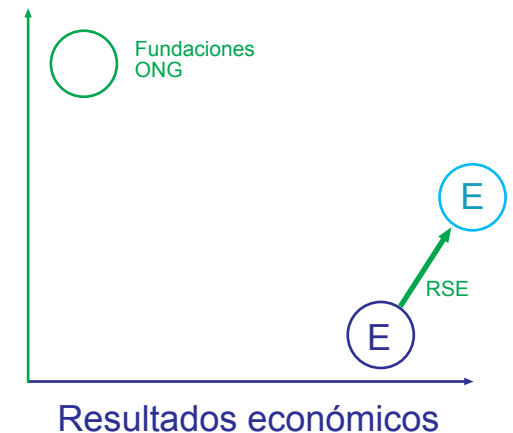 Fundaciones
ONG
E
RSE
E
Resultados económicos